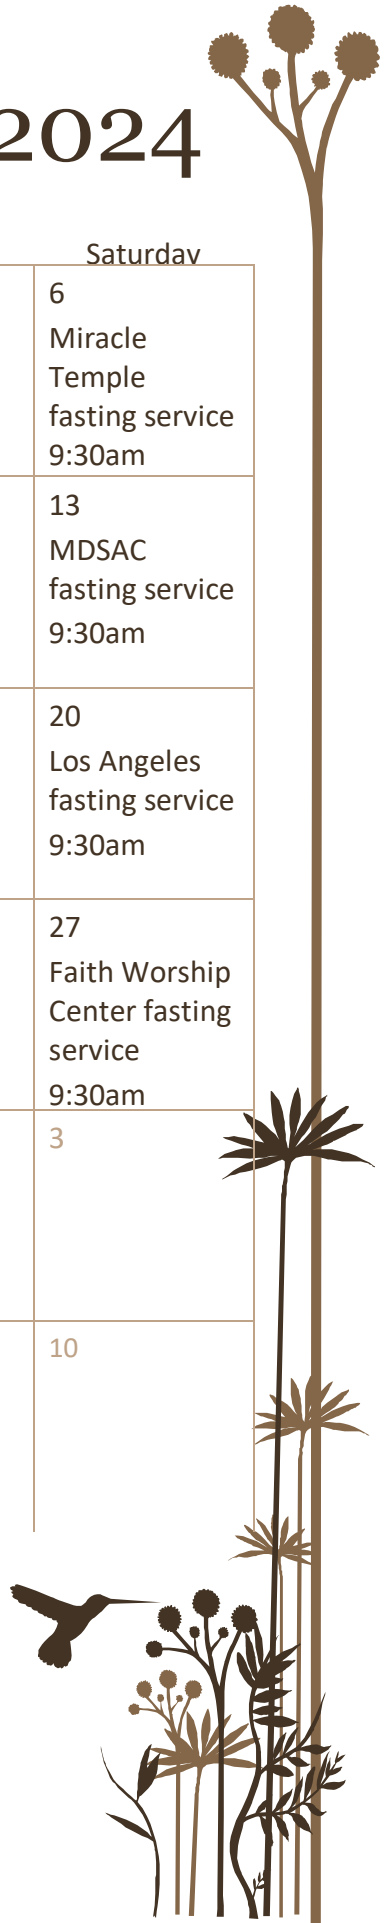 2024
Saturday
6
Miracle
Temple
fasting service
9:30am
13
MDSAC
fasting service
9:30am
20
Los Angeles
fasting service
9:30am
27
Faith Worship
Center fasting
service
9:30am
3
10